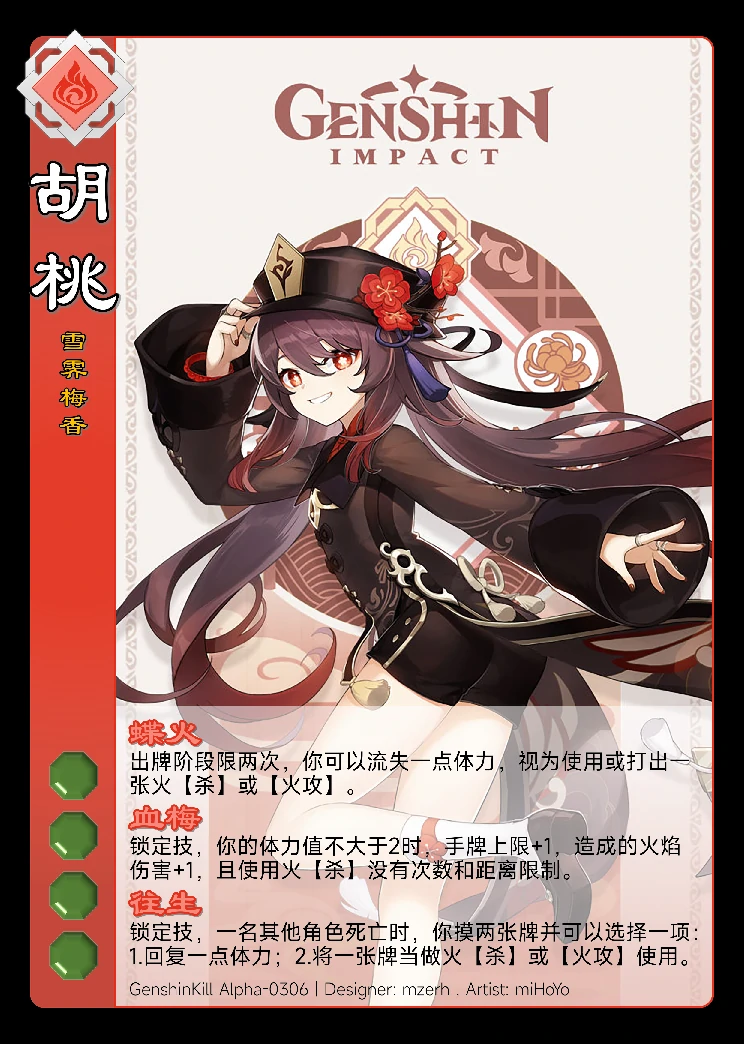 GENSHIN
IMPACT
胡桃
雪霁梅香
蝶火
出牌阶段限两次，你可以流失一点体力，视为使用或打出一
张火【杀】或【火攻】。
血梅
锁定技，你的体力值不大于2时，手牌上限+1，造成的火焰
伤害+1，且使用火【杀】没有次数和距离限制。
往生
锁定技，一名其他角色死亡时，你摸两张牌并可以选择一项：
1.回复一点体力；2.将一张牌当做火【杀】或【火攻】使用。
GenshinKill Alpha-0306 | Designer: mzerh . Artist: miHoYo